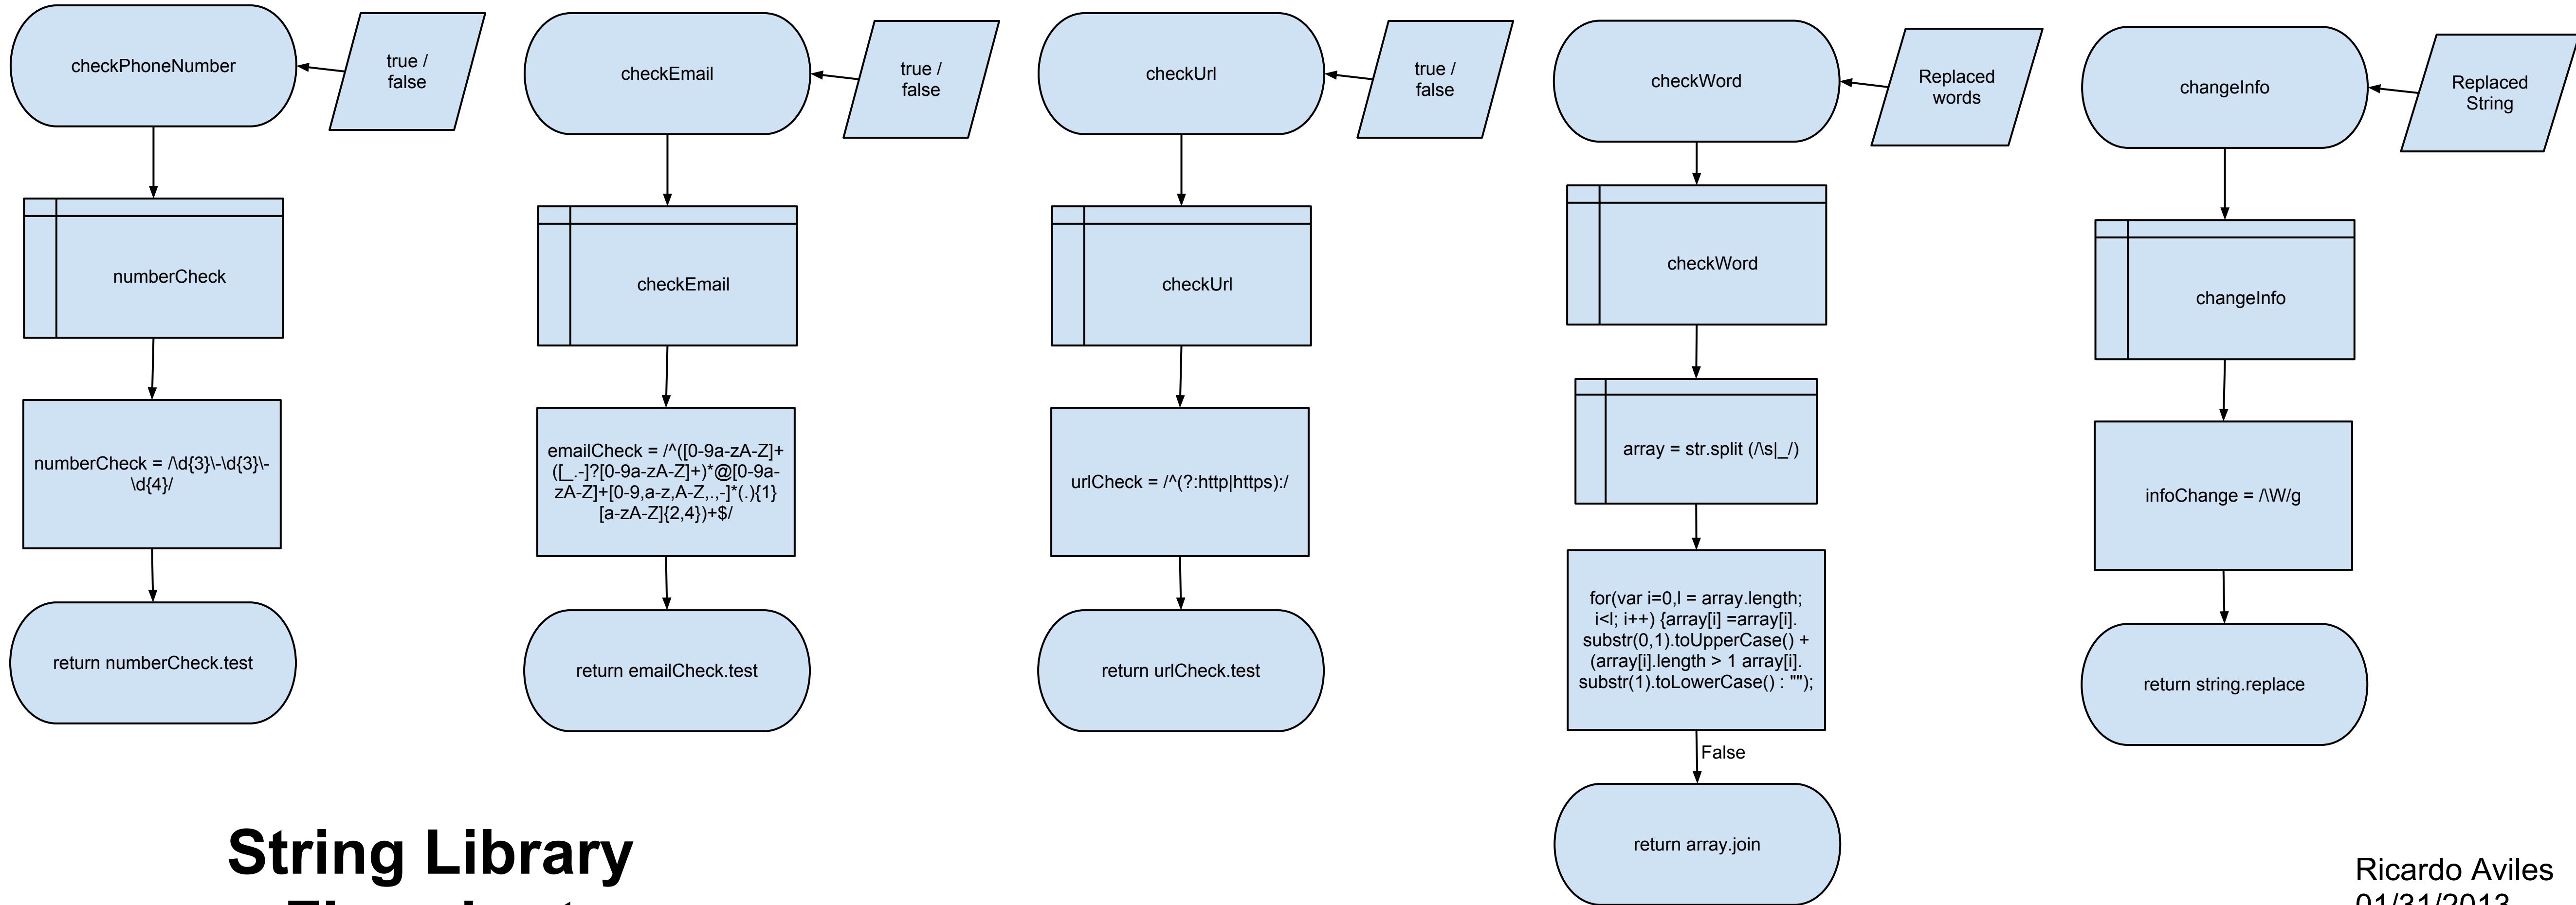 checkPhoneNumber
true /
false
numberCheck
numberCheck = /\d{3}\-\d{3}\-
\d{4}/
return numberCheck.test
checkEmail
true /
false
checkEmail
emailCheck = /^([0-9a-zA-Z]+
([_.-]?[0-9a-zA-Z]+)*@[0-9a-
zA-Z]+[0-9,a-z,A-Z,.,-]*(.){1}
[a-zA-Z]{2,4})+$/
return emailCheck.test
checkUrl
true /
false
checkUrl
urlCheck = /^(?:http|https):/
return urlCheck.test
checkWord
Replaced
words
checkWord
array = str.split (/\s|_/)
for(var i=0,l = array.length;
i<l; i++) {array[i] =array[i].
substr(0,1).toUpperCase() +
(array[i].length > 1 array[i].
substr(1).toLowerCase() : "");
False
return array.join
changeInfo
Replaced
String
changeInfo
infoChange = /\W/g
return string.replace
String Library
Flowchart
Ricardo Aviles
01/31/2013